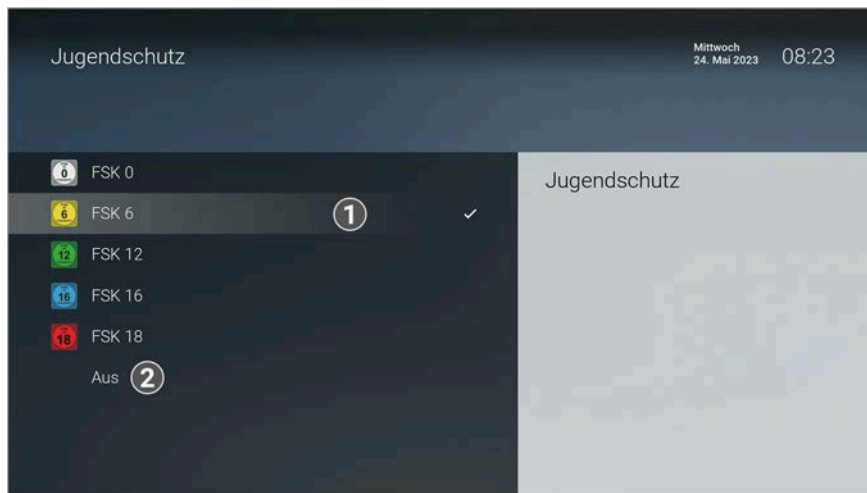 Jugendschutz
Mittwoch
24. Mai 2023
08:23
0 FSK 0
Jugendschutz
6 FSK 6 1
12 FSK 12
16 FSK 16
18 FSK 18
Aus 2